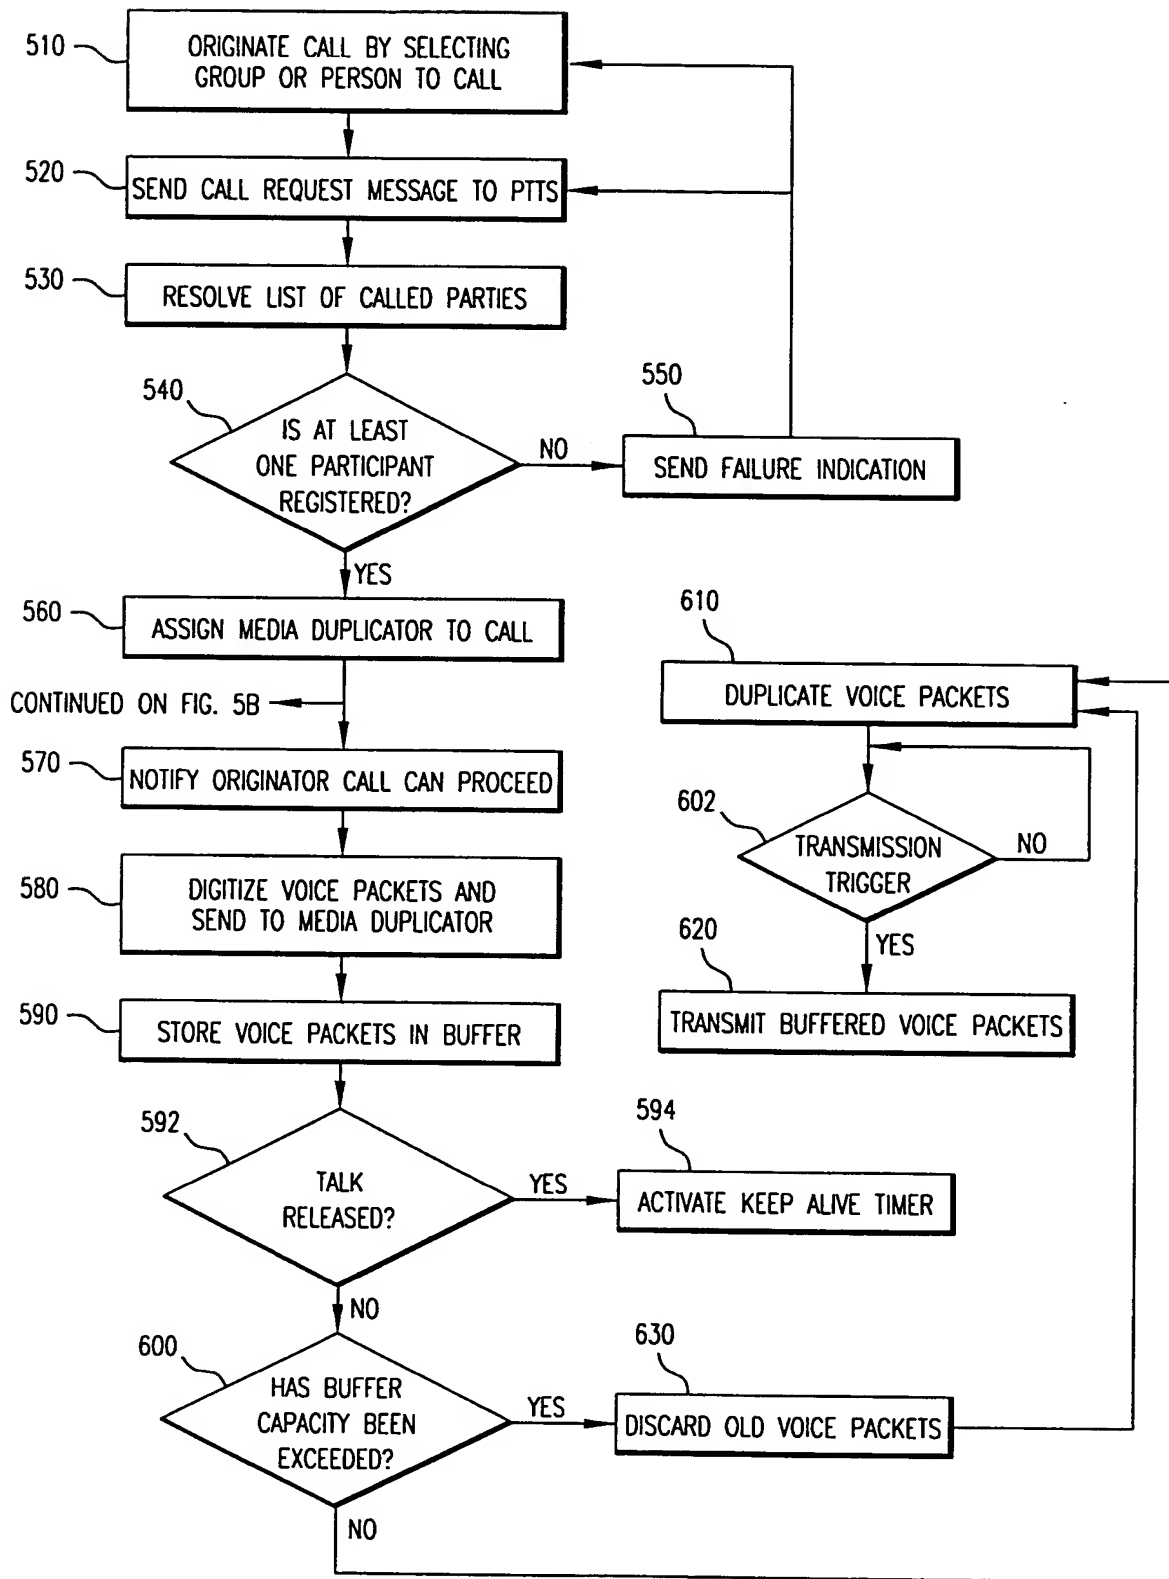 510
ORIGINATE CALL BY SELECTING
GROUP OR PERSON TO CALL
520
SEND CALL REQUEST MESSAGE TO PTTS
530
RESOLVE LIST OF CALLED PARTIES
540
IS AT LEAST
ONE PARTICIPANT
REGISTERED?
NO
550
SEND FAILURE INDICATION
YES
560
ASSIGN MEDIA DUPLICATOR TO CALL
CONTINUED ON FIG. 5B
570
NOTIFY ORIGINATOR CALL CAN PROCEED
580
DIGITIZE VOICE PACKETS AND
SEND TO MEDIA DUPLICATOR
590
STORE VOICE PACKETS IN BUFFER
592
TALK
RELEASED?
YES
594
ACTIVATE KEEP ALIVE TIMER
NO
600
HAS BUFFER
CAPACITY BEEN
EXCEEDED?
YES
630
DISCARD OLD VOICE PACKETS
NO
610
DUPLICATE VOICE PACKETS
602
TRANSMISSION
TRIGGER
NO
YES
620
TRANSMIT BUFFERED VOICE PACKETS